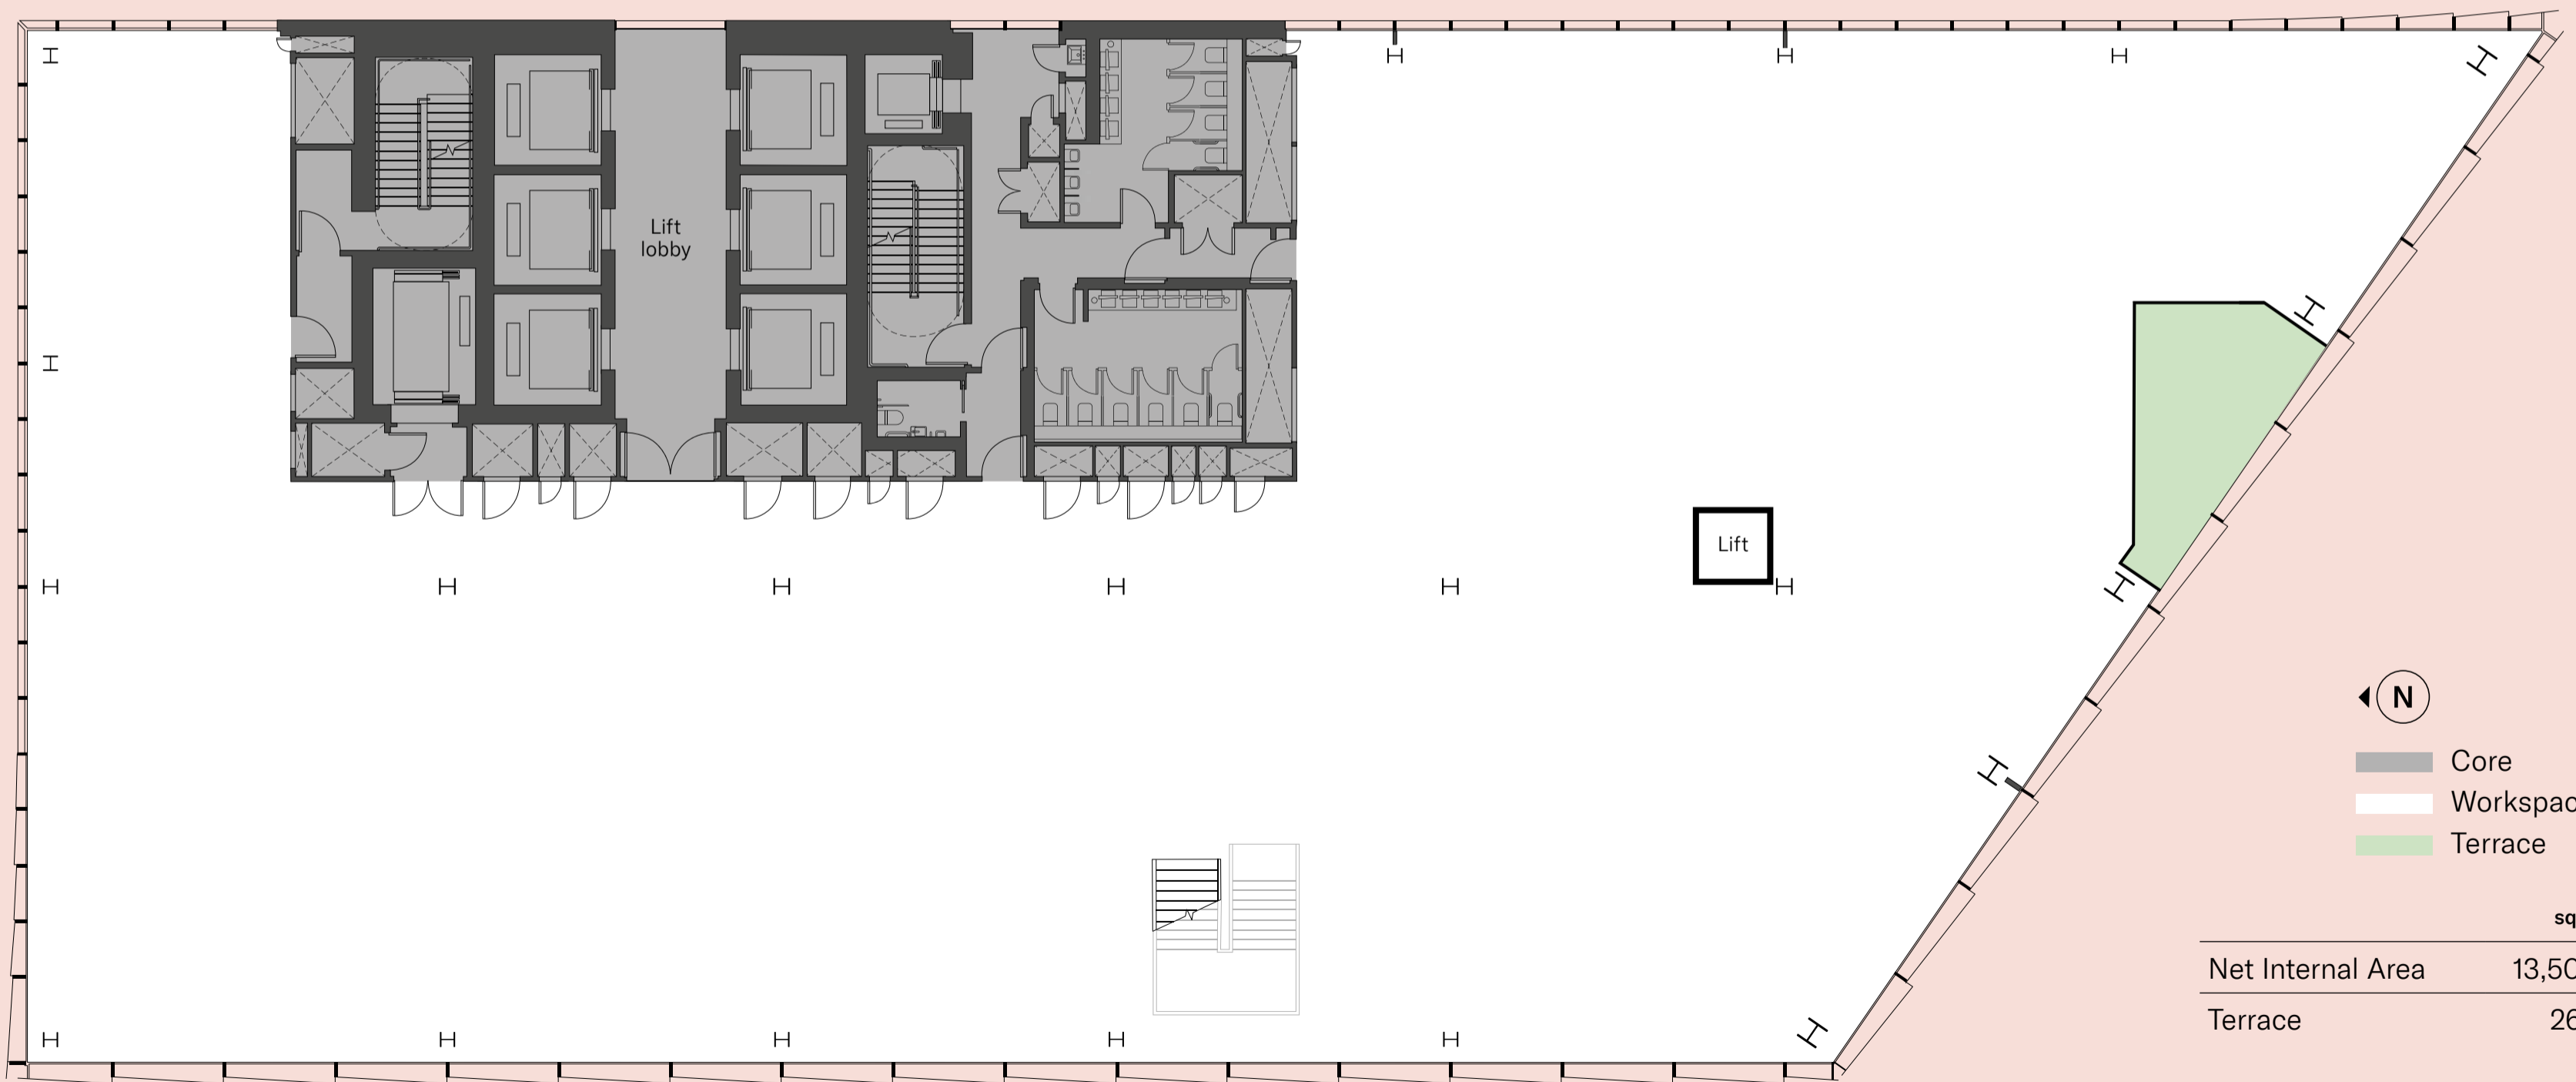 Lift
lobby
Lift
N
Core
Workspac
Terrace
sq
Net Internal Area 13,50
Terrace 26